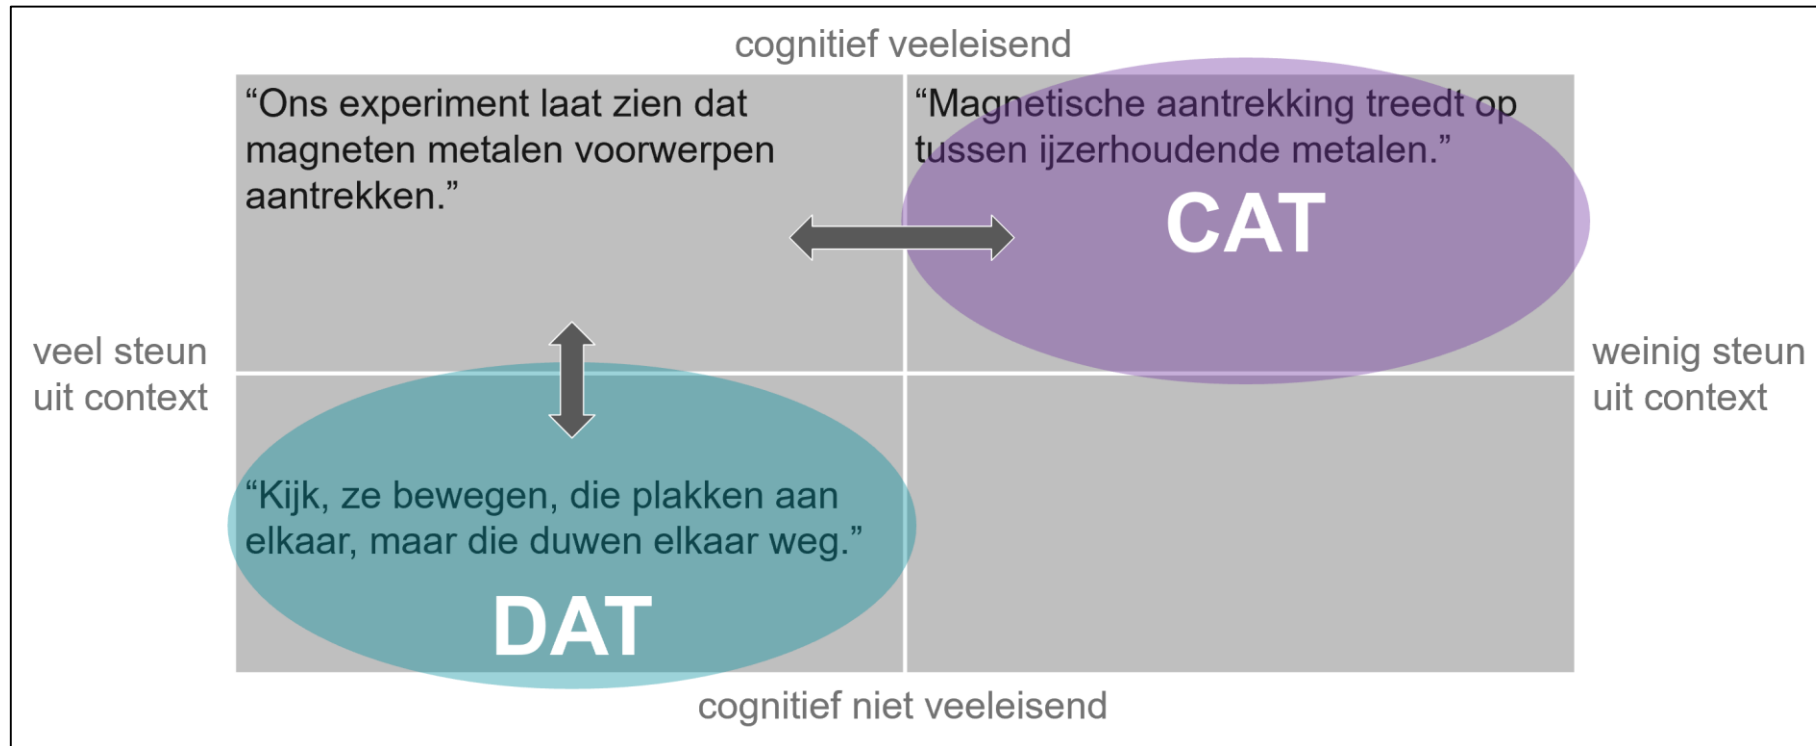 cognitief veeleisend
“Ons experiment laat zien dat
magneten metalen voorwerpen
aantrekken.”
“Magnetische aantrekking treedt op
tussen ijzerhoudende metalen.”
CAT
veel steun
uit context
weinig steun
uit context
“Kijk, ze bewegen, die plakken aan
elkaar, maar die duwen elkaar weg.”
DAT
cognitief niet veeleisend